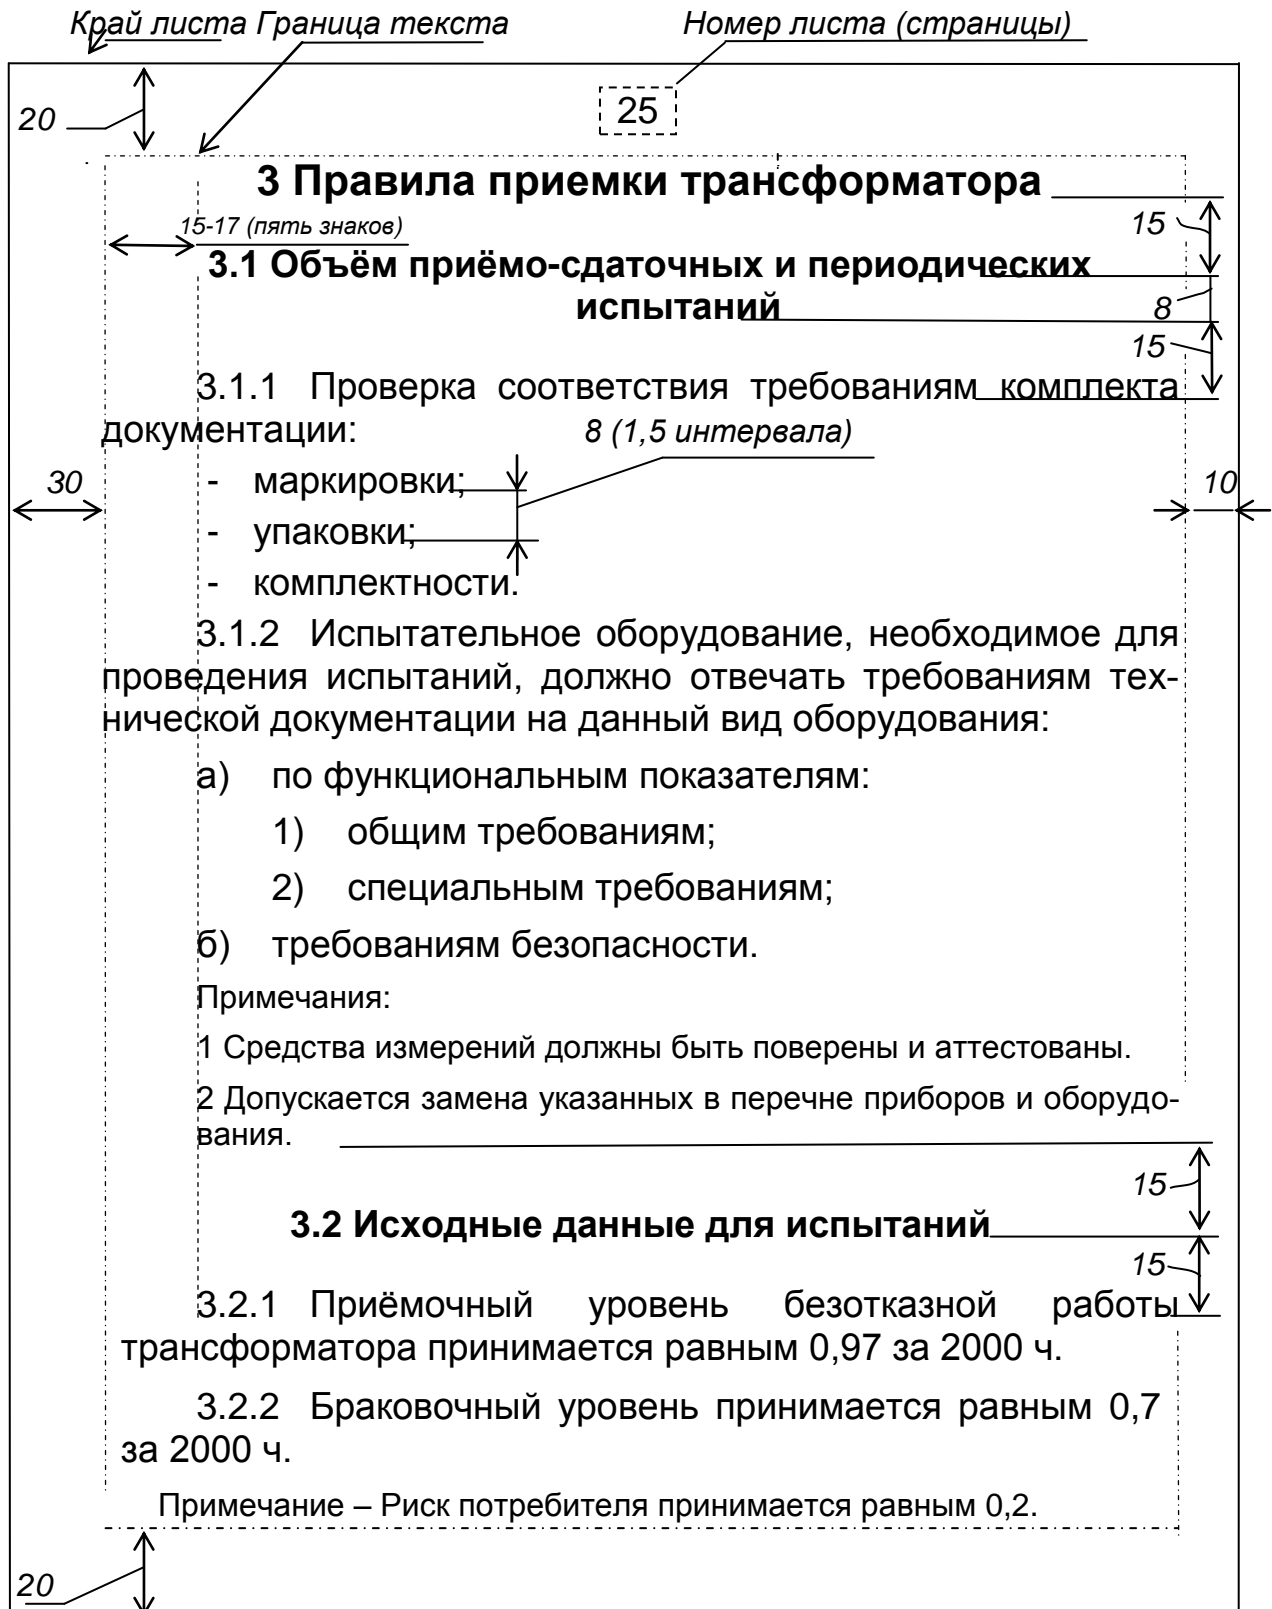 Край листа Граница текста Номер листа (страницы)
20
25
3 Правила приемки трансформатора
15-17 (пять знаков)
15
3.1 Объём приёмо-сдаточных и периодических
испытаний
8
15
3.1.1 Проверка соответствия требованиям комплекта
документации:
8 (1,5 интервала)
- маркировки;
30
10
- упаковки;
- комплектности.
3.1.2 Испытательное оборудование, необходимое для
проведения испытаний, должно отвечать требованиям тех-
нической документации на данный вид оборудования:
а) по функциональным показателям:
1) общим требованиям;
2) специальным требованиям;
б) требованиям безопасности.
Примечания:
1 Средства измерений должны быть поверены и аттестованы.
2 Допускается замена указанных в перечне приборов и оборудо-
вания.
15
3.2 Исходные данные для испытаний
15
3.2.1 Приёмочный уровень безотказной работы
трансформатора принимается равным 0,97 за 2000 ч.
3.2.2 Браковочный уровень принимается равным 0,7
за 2000 ч.
Примечание – Риск потребителя принимается равным 0,2.
20